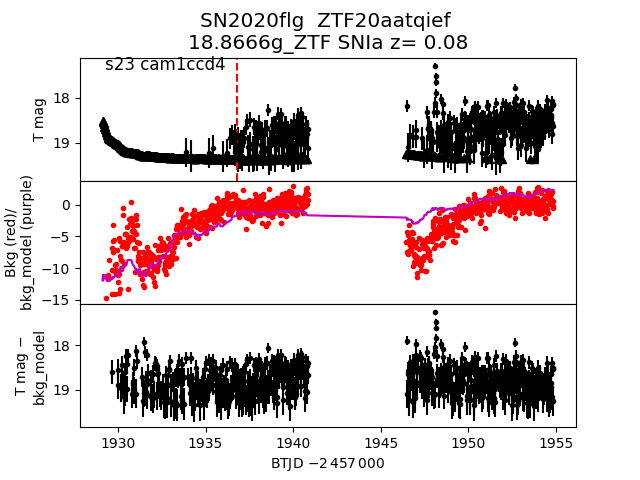 SN2020flg ZTF20aatqief
18.8666g_ZTF SNIa z= 0.08
s23 cam1ccd4
T mag
18
19
Bkg (red)/
bkg_model (purple)
0
−5
−10
−15
T mag −
bkg_model
18
19
1930 1935 1940 1945 1950 1955
BTJD −2 457 000